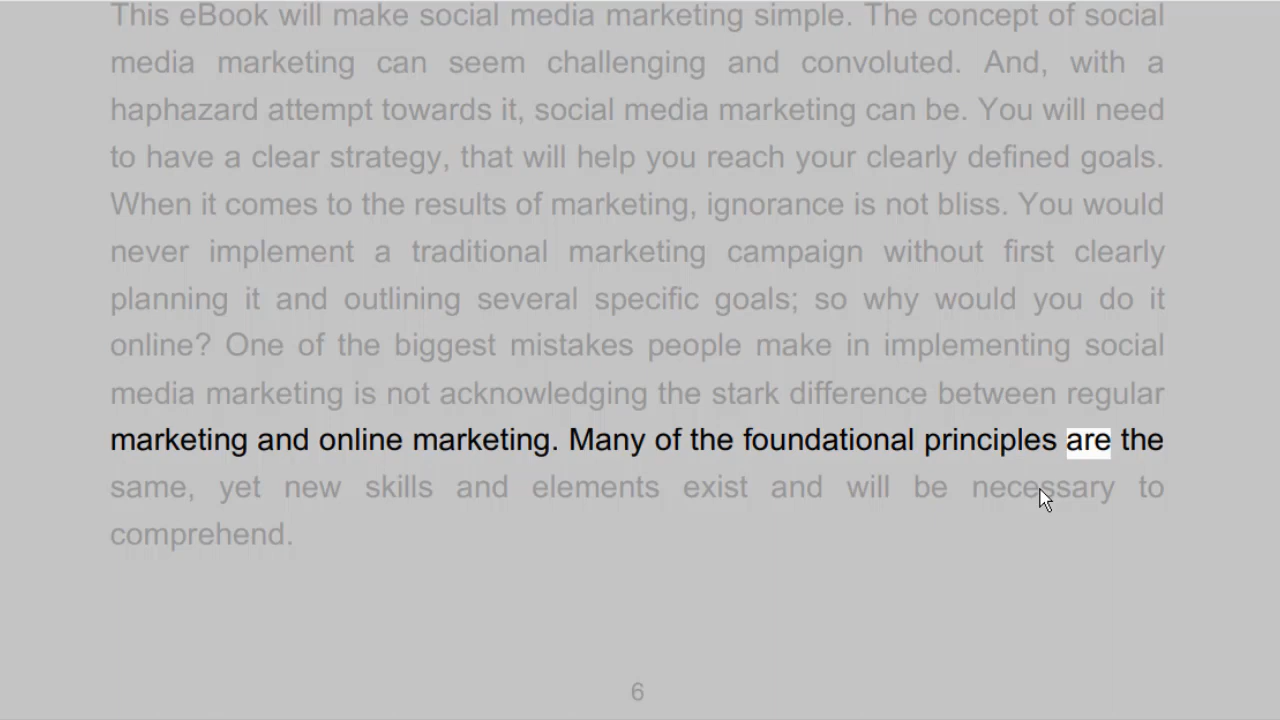 This eBook will make social media marketing simple. The concept of social
media marketing can seem challenging and convoluted. And, with a
haphazard attempt towards it, social media marketing can be. You will need
to have a clear strategy, that will help you reach your clearly defined goals.
When it comes to the results of marketing, ignorance is not bliss. You would
never implement a traditional marketing campaign without first clearly
planning it and outlining several specific goals; so why would you do it
online? One of the biggest mistakes people make in implementing social
media marketing is not acknowledging the stark difference between regular
marketing and online marketing. Many of the foundational principles are the
same, yet new skills and elements exist and will be necessary to
comprehend.
6